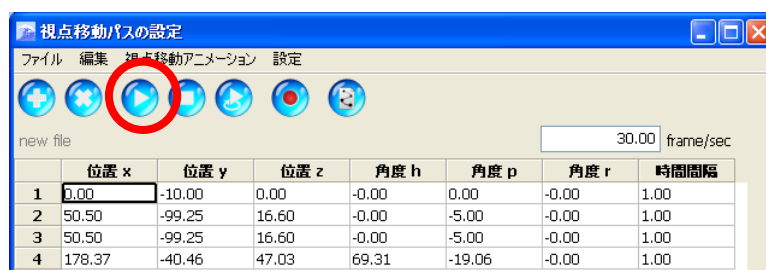 視点移動パスの設定
ファイル 編集 視点移動アニメーション 設定
new file 30.00 frame/sec
位置 x 位置 y 位置 z 角度 h 角度 p 角度 r 時間間隔
1 0.00 -10.00 0.00 -0.00 0.00 -0.00 1.00
2 50.50 -99.25 16.60 -0.00 -5.00 -0.00 1.00
3 50.50 -99.25 16.60 -0.00 -5.00 -0.00 1.00
4 178.37 -40.46 47.03 69.31 -19.06 -0.00 1.00